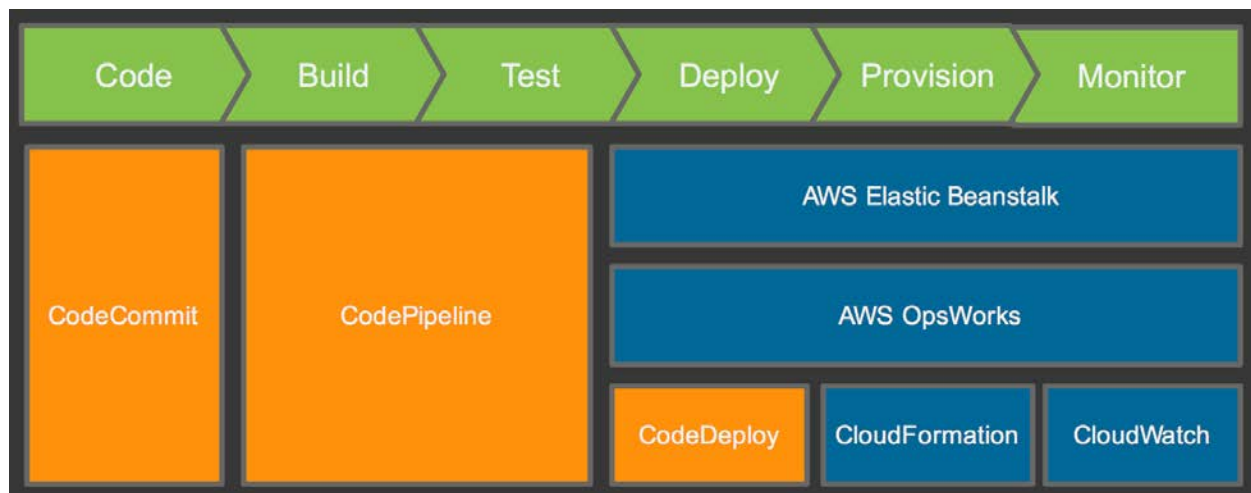 Code
Build
Test
Deploy
Provision
Monitor
CodeCommit
CodePipeline
AWS Elastic Beanstalk
AWS OpsWorks
CodeDeploy
CloudFormation
CloudWatch